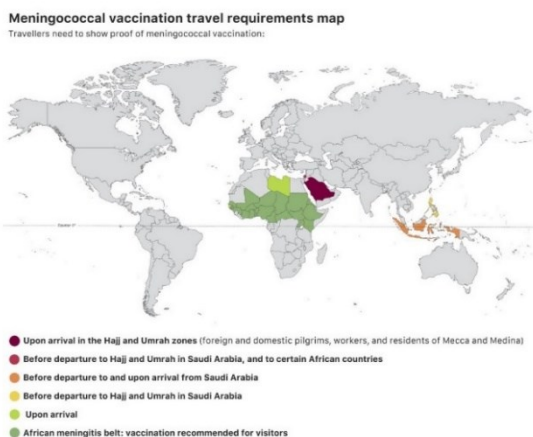 Meningococcal vaccination travel requirements map
Travellers need to show proof of meningococcal vaccination:
Upon arrival in the Hajj and Umrah zones (foreign and domestic pilgrims, workers, and residents of Mecca and Medina)
Before departure to Hajj and Umrah in Saudi Arabia, and to certain African countries
Before departure to and upon arrival from Saudi Arabia
Before departure to Hajj and Umrah in Saudi Arabia
Upon arrival
African meningitis belt: vaccination recommended for visitors